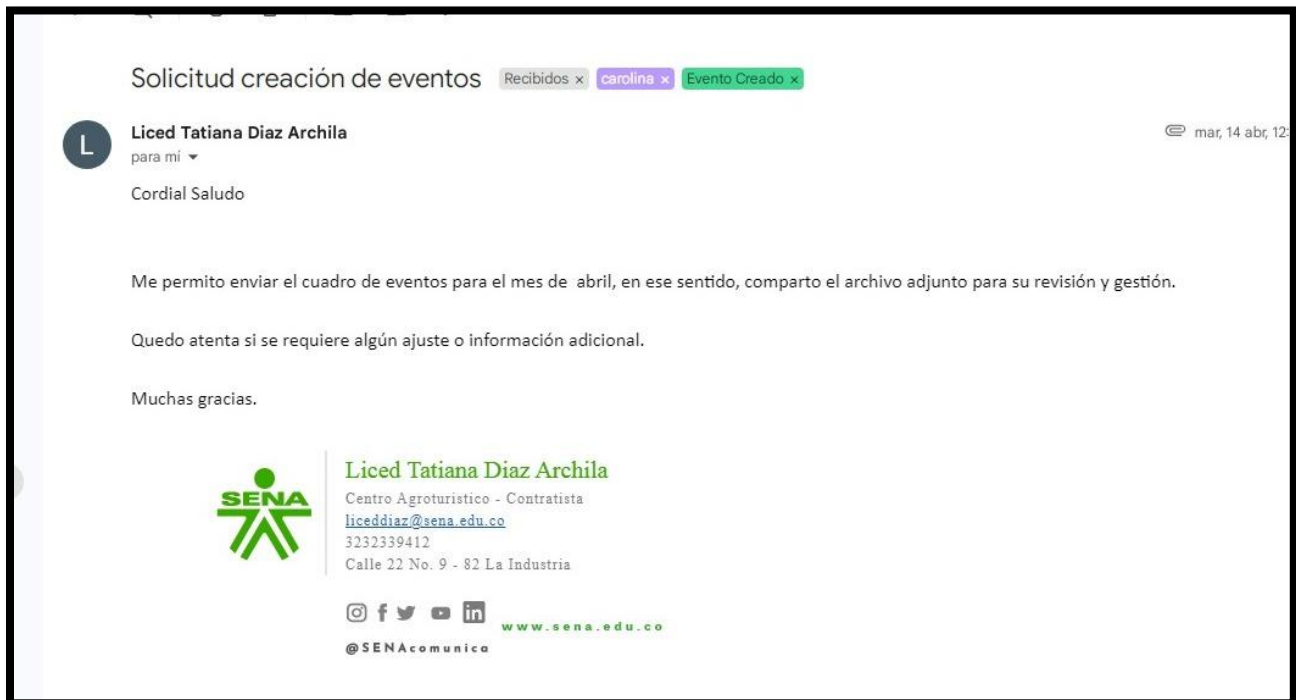 Solicitud creación de eventos Recibidos x carolina x Evento Creado x
L
Liced Tatiana Diaz Archila
mar, 14 abr, 12:
para mí
Cordial Saludo
Me permito enviar el cuadro de eventos para el mes de abril, en ese sentido, comparto el archivo adjunto para su revisión y gestión.
Quedo atenta si se requiere algún ajuste o información adicional.
Muchas gracias.
SENA
Liced Tatiana Diaz Archila
Centro Agroturistico - Contratista
liceddiaz@sena.edu.co
3232339412
Calle 22 No. 9 - 82 La Industria
www.sena.edu.co
@SENAcomunica